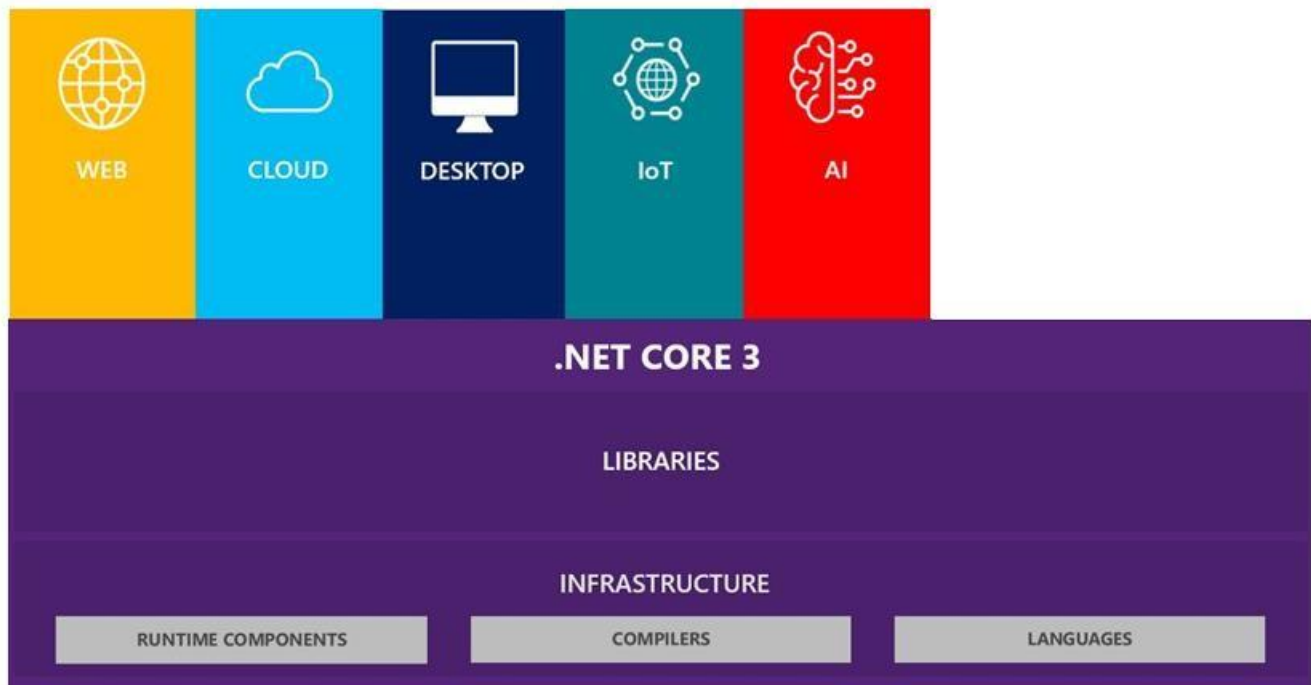 WEB
CLOUD
DESKTOP
IoT
AI
.NET CORE 3
LIBRARIES
INFRASTRUCTURE
RUNTIME COMPONENTS
COMPILERS
LANGUAGES